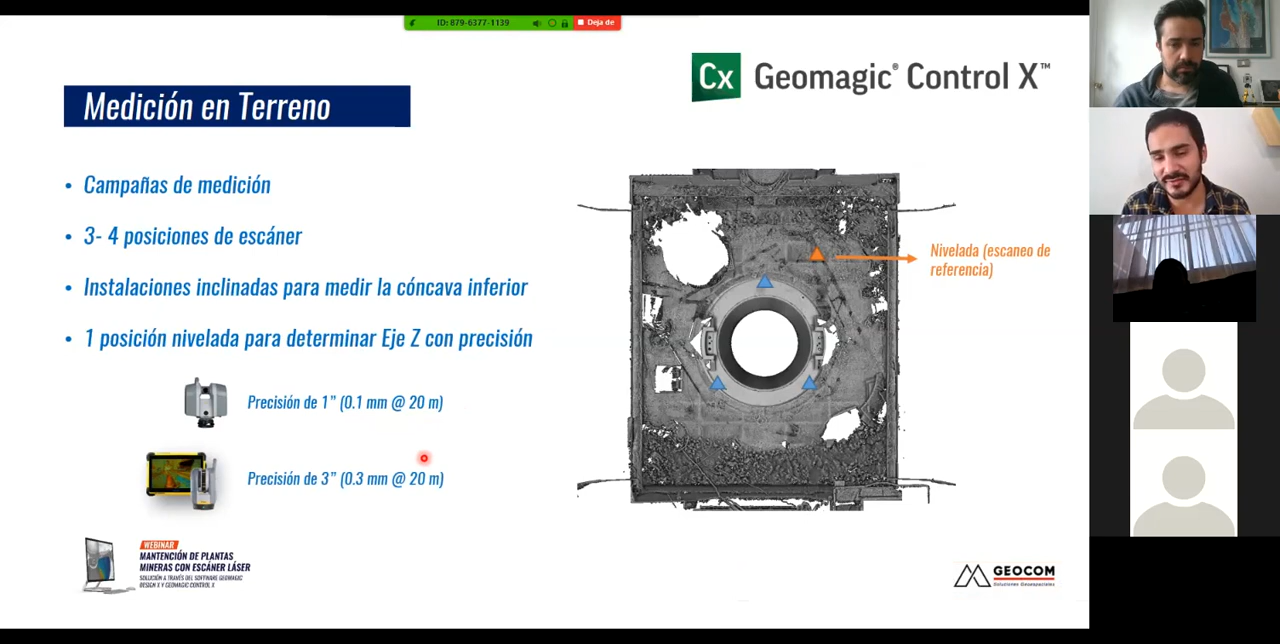 ID: 879-6377-1139
Deja de
Cx Geomagic® Control X™
Medición en Terreno
• Campañas de medición
• 3- 4 posiciones de escáner
• Instalaciones inclinadas para medir la cóncava inferior
• 1 posición nivelada para determinar Eje Z con precisión
Nivelada (escaneo de
referencia)
Precisión de 1” (0.1 mm @ 20 m)
Precisión de 3” (0.3 mm @ 20 m)
WEBINAR
MANTENCIÓN DE PLANTAS
MINERAS CON ESCÁNER LÁSER
SOLUCIÓN A TRAVÉS DEL SOFTWARE GEOMAGIC
DESIGN X Y GEOMAGIC CONTROL X
GEOCOM
Soluciones Geoespaciales